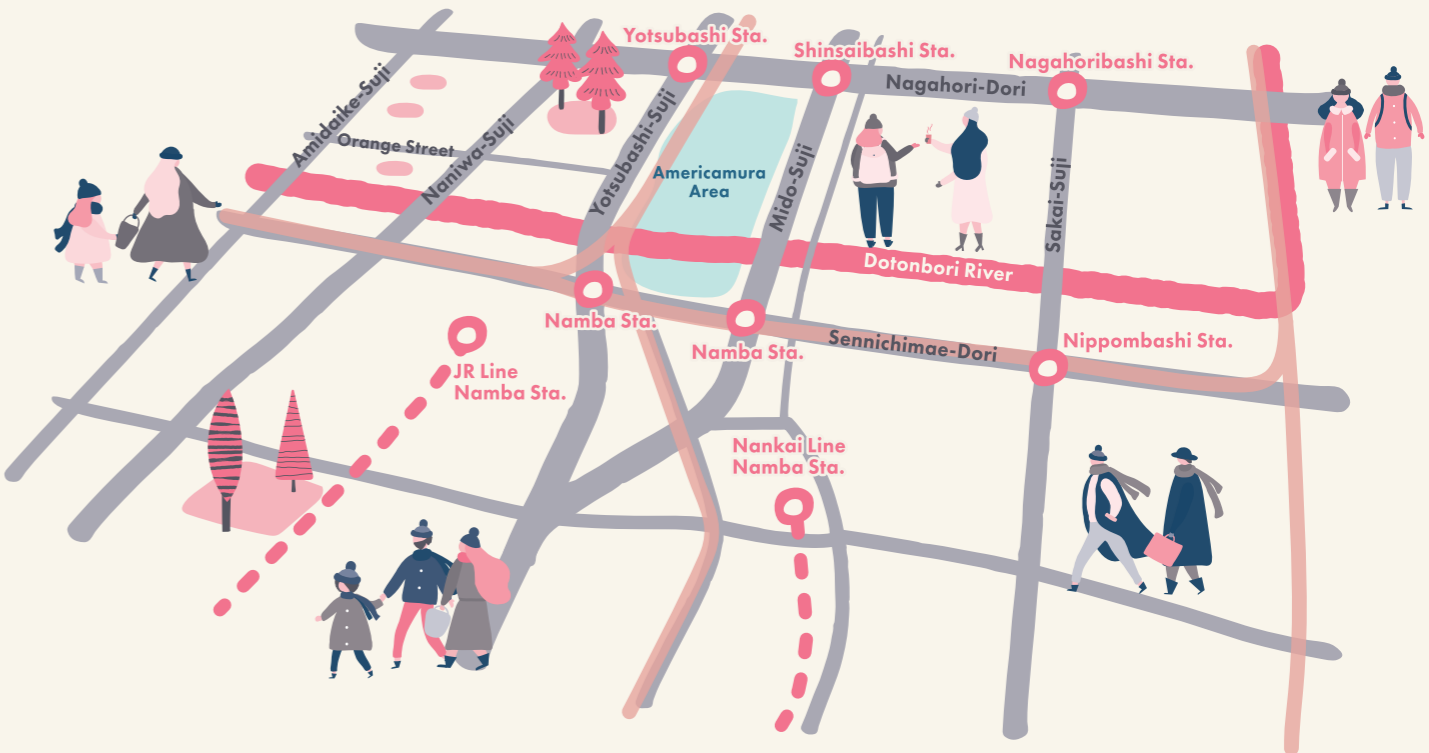 Yotsubashi Sta.
Shinsaibashi Sta.
Nagahoribashi Sta.
Nagahori-Dori
Amidaike-Suji
Orange Street
Naniwa-Suji
Yotsubashi-Suji
Americamura
Area
Mido-Suji
Sakai-Suji
Dotonbori River
Namba Sta.
Namba Sta.
Sennichimae-Dori
Nippombashi Sta.
JR Line
Namba Sta.
Nankai Line
Namba Sta.